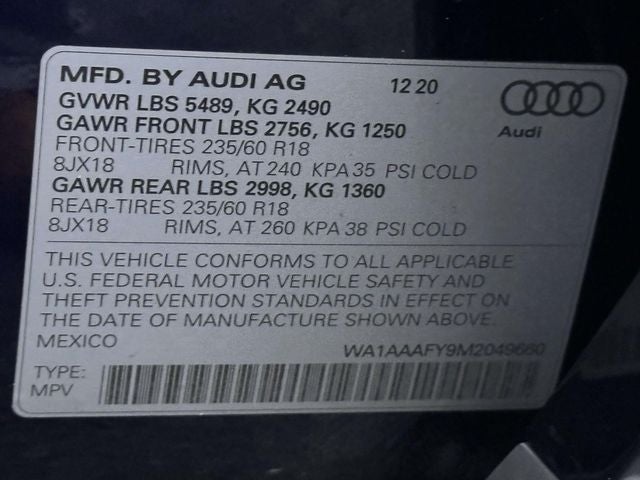 MFD. BY AUDI AG 12 20
GVWR LBS 5489, KG 2490
GAWR FRONT LBS 2756, KG 1250
FRONT-TIRES 235/60 R18
8JX18 RIMS, AT 240 KPA 35 PSI COLD
GAWR REAR LBS 2998, KG 1360
REAR-TIRES 235/60 R18
8JX18 RIMS, AT 260 KPA 38 PSI COLD
Audi
THIS VEHICLE CONFORMS TO ALL APPLICABLE
U.S. FEDERAL MOTOR VEHICLE SAFETY AND
THEFT PREVENTION STANDARDS IN EFFECT ON
THE DATE OF MANUFACTURE SHOWN ABOVE.
MEXICO WA1AAAFY9M2049660
TYPE:
MPV